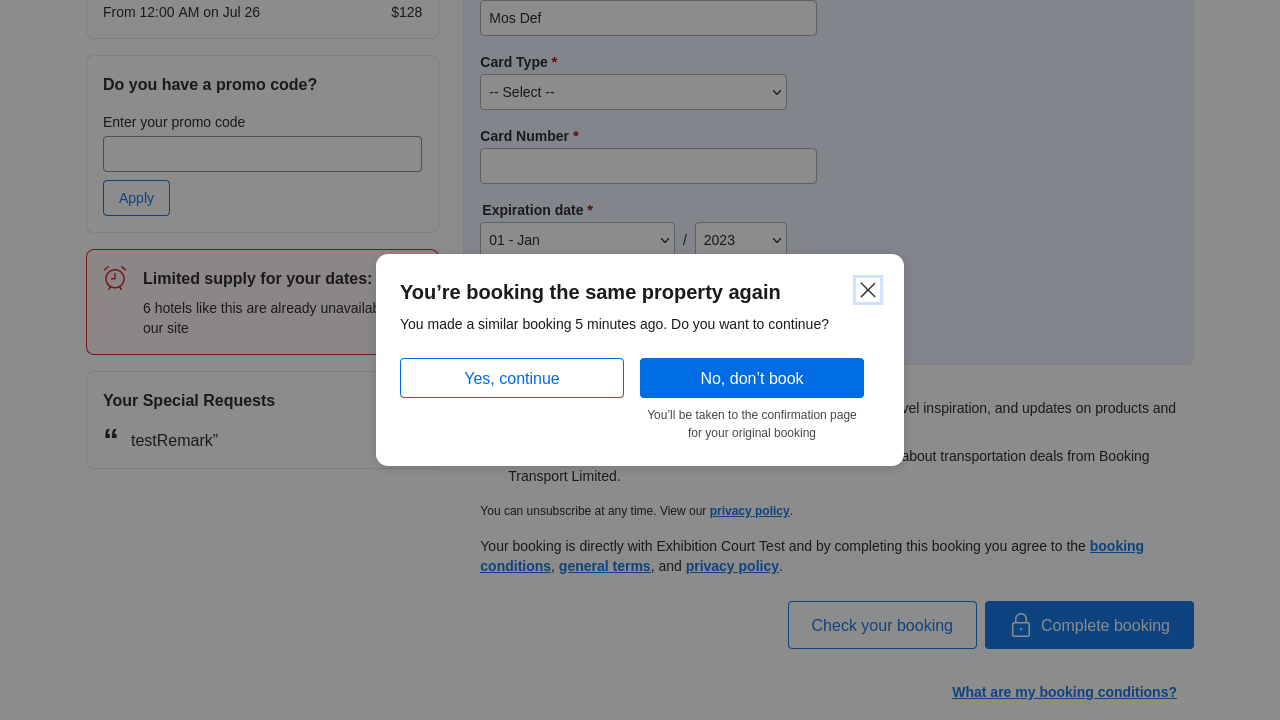 From 12:00 AM on Jul 26 $128
Do you have a promo code?
Enter your promo code
Apply
Limited supply for your dates:
6 hotels like this are already
our site
Your Special Requests
“ testRemark”
Mos Def
Card Type *
-- Select --
Card Number *
Expiration date *
01 - Jan / 2023
You’re booking the same property again
You made a similar booking 5 minutes ago. Do you want to continue?
Yes, continue
No, don’t book
You’ll be taken to the confirmation page
for your original booking
inspiration, and updates on products and
about transportation deals from Booking
Transport Limited.
You can unsubscribe at any time. View our privacy policy.
Your booking is directly with Exhibition Court Test and by completing this booking you agree to the booking
conditions, general terms, and privacy policy.
Check your booking
Complete booking
What are my booking conditions?